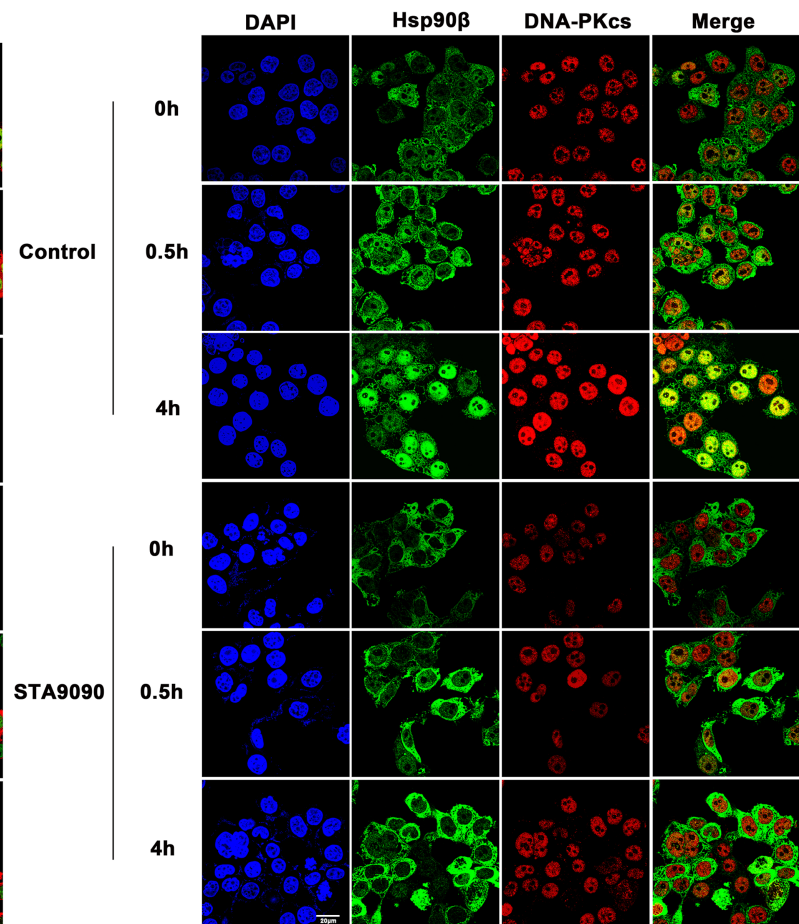 DAPI Hsp90β DNA-PKcs Merge
0h
Control 0.5h
4h
0h
STA9090 0.5h
4h
20μm